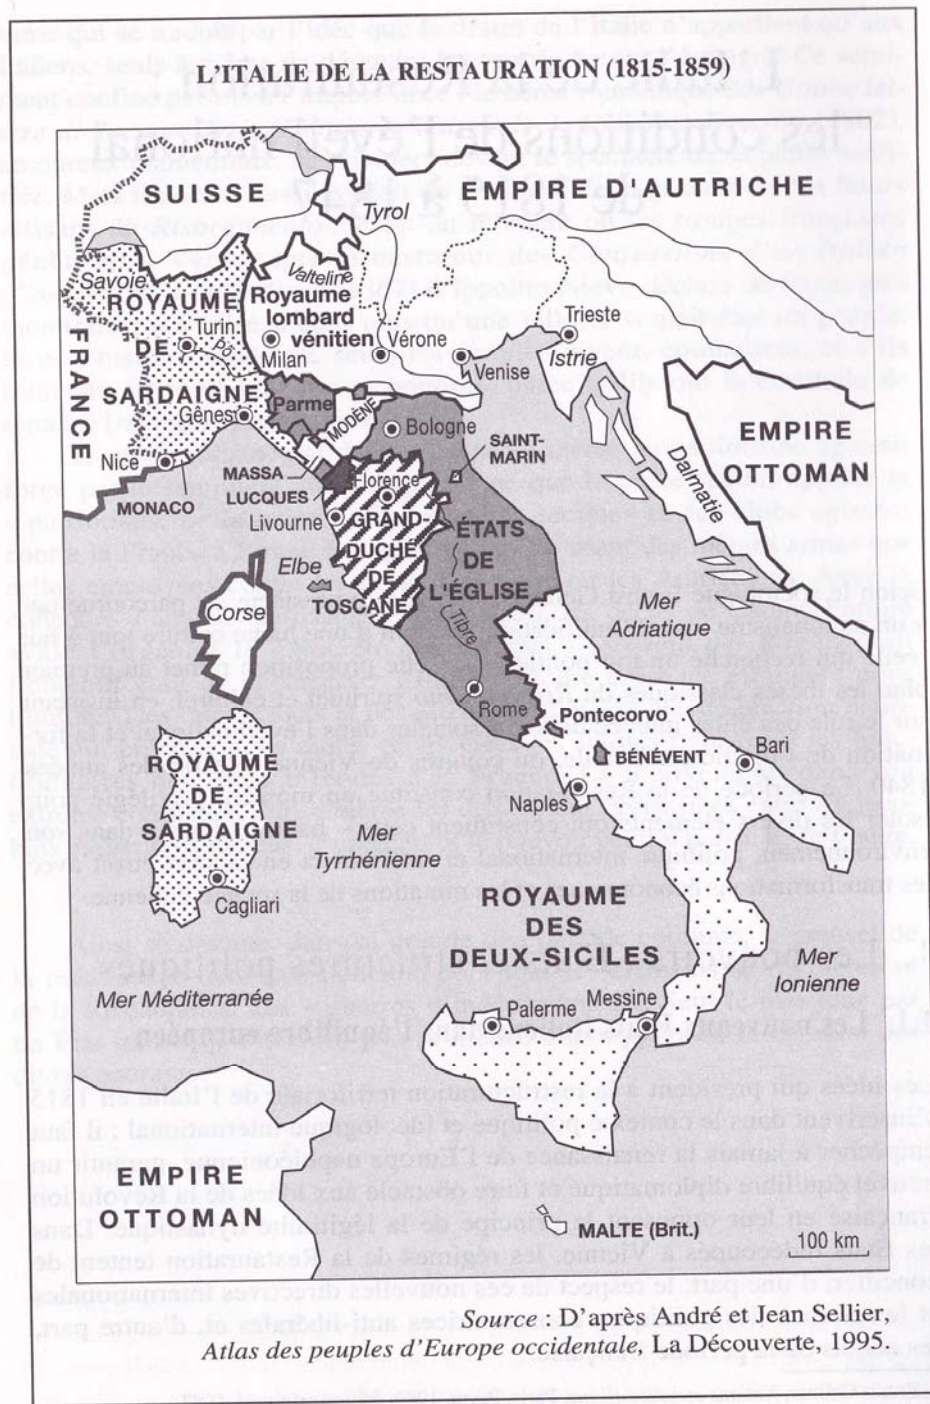 L'ITALIE DE LA RESTAURATION (1815-1859)
SUISSE
EMPIRE D'AUTRICHE
Tyrol
Savoie
Valteline
ROYAUME
DE
SARDAIGNE
Royaume
lombard
vénitien
Turin
Pô
Milan
Vérone
Venise
Trieste
Istrie
FRANCE
Parme
MODÈNE
Gênes
Bologne
SAINT-
MARIN
EMPIRE
OTTOMAN
Dalmatie
Nice
MONACO
MASSA
LUCQUES
Livourne
Florence
GRAND-
DUCHÉ
DE
TOSCANE
ÉTATS
DE
L'ÉGLISE
Elbe
Corse
Tibre
Mer
Adriatique
Rome
Pontecorvo
BÉNÉVENT
Bari
Naples
ROYAUME
DE
SARDAIGNE
Cagliari
Mer
Tyrrhénienne
ROYAUME
DES
DEUX-SICILES
Mer
Ionienne
Mer Méditerranée
Palerme
Messine
EMPIRE
OTTOMAN
MALTE (Brit.)
100 km
Source : D'après André et Jean Sellier,
Atlas des peuples d'Europe occidentale, La Découverte, 1995.